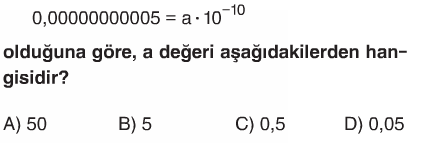 0,00000000005 = a · 10⁻¹⁰
olduğuna göre, a değeri aşağıdakilerden han-
gisidir?
A) 50 B) 5 C) 0,5 D) 0,05